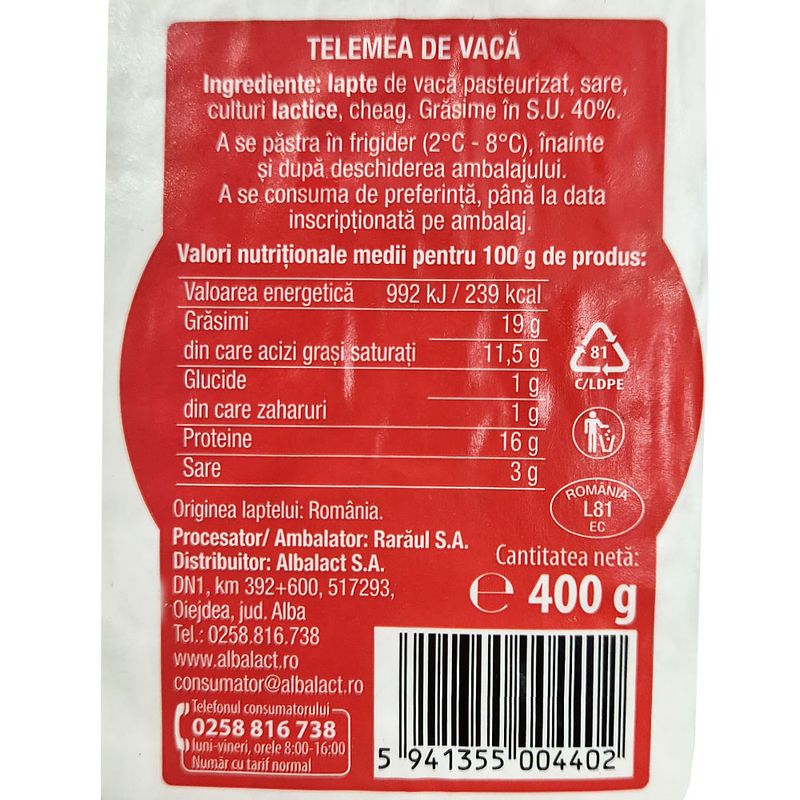 TELEMEA DE VACĂ
Ingrediente: lapte de vacă pasteurizat, sare,
culturi lactice, cheag. Grăsime în S.U. 40%.
A se păstra în frigider (2°C - 8°C), înainte
și după deschiderea ambalajului.
A se consuma de preferință, până la data
inscripționată pe ambalaj.
Valori nutriționale medii pentru 100 g de produs:
Valoarea energetică 992 kJ / 239 kcal
Grăsimi 19 g
din care acizi grași saturați 11,5 g
Glucide 1 g
din care zaharuri 1 g
Proteine 16 g
Sare 3 g
81
C/LDPE
ROMÂNIA
L81
EC
Originea laptelui: România.
Procesator/ Ambalator: Rarăul S.A.
Distribuitor: Albalact S.A.
DN1, km 392+600, 517293,
Oiejdea, jud. Alba
Tel.: 0258.816.738
www.albalact.ro
consumator@albalact.ro
Telefonul consumatorului
0258 816 738
luni-vineri, orele 8:00-16:00
Număr cu tarif normal
Cantitatea netă:
℮ 400 g
5 941355 004402